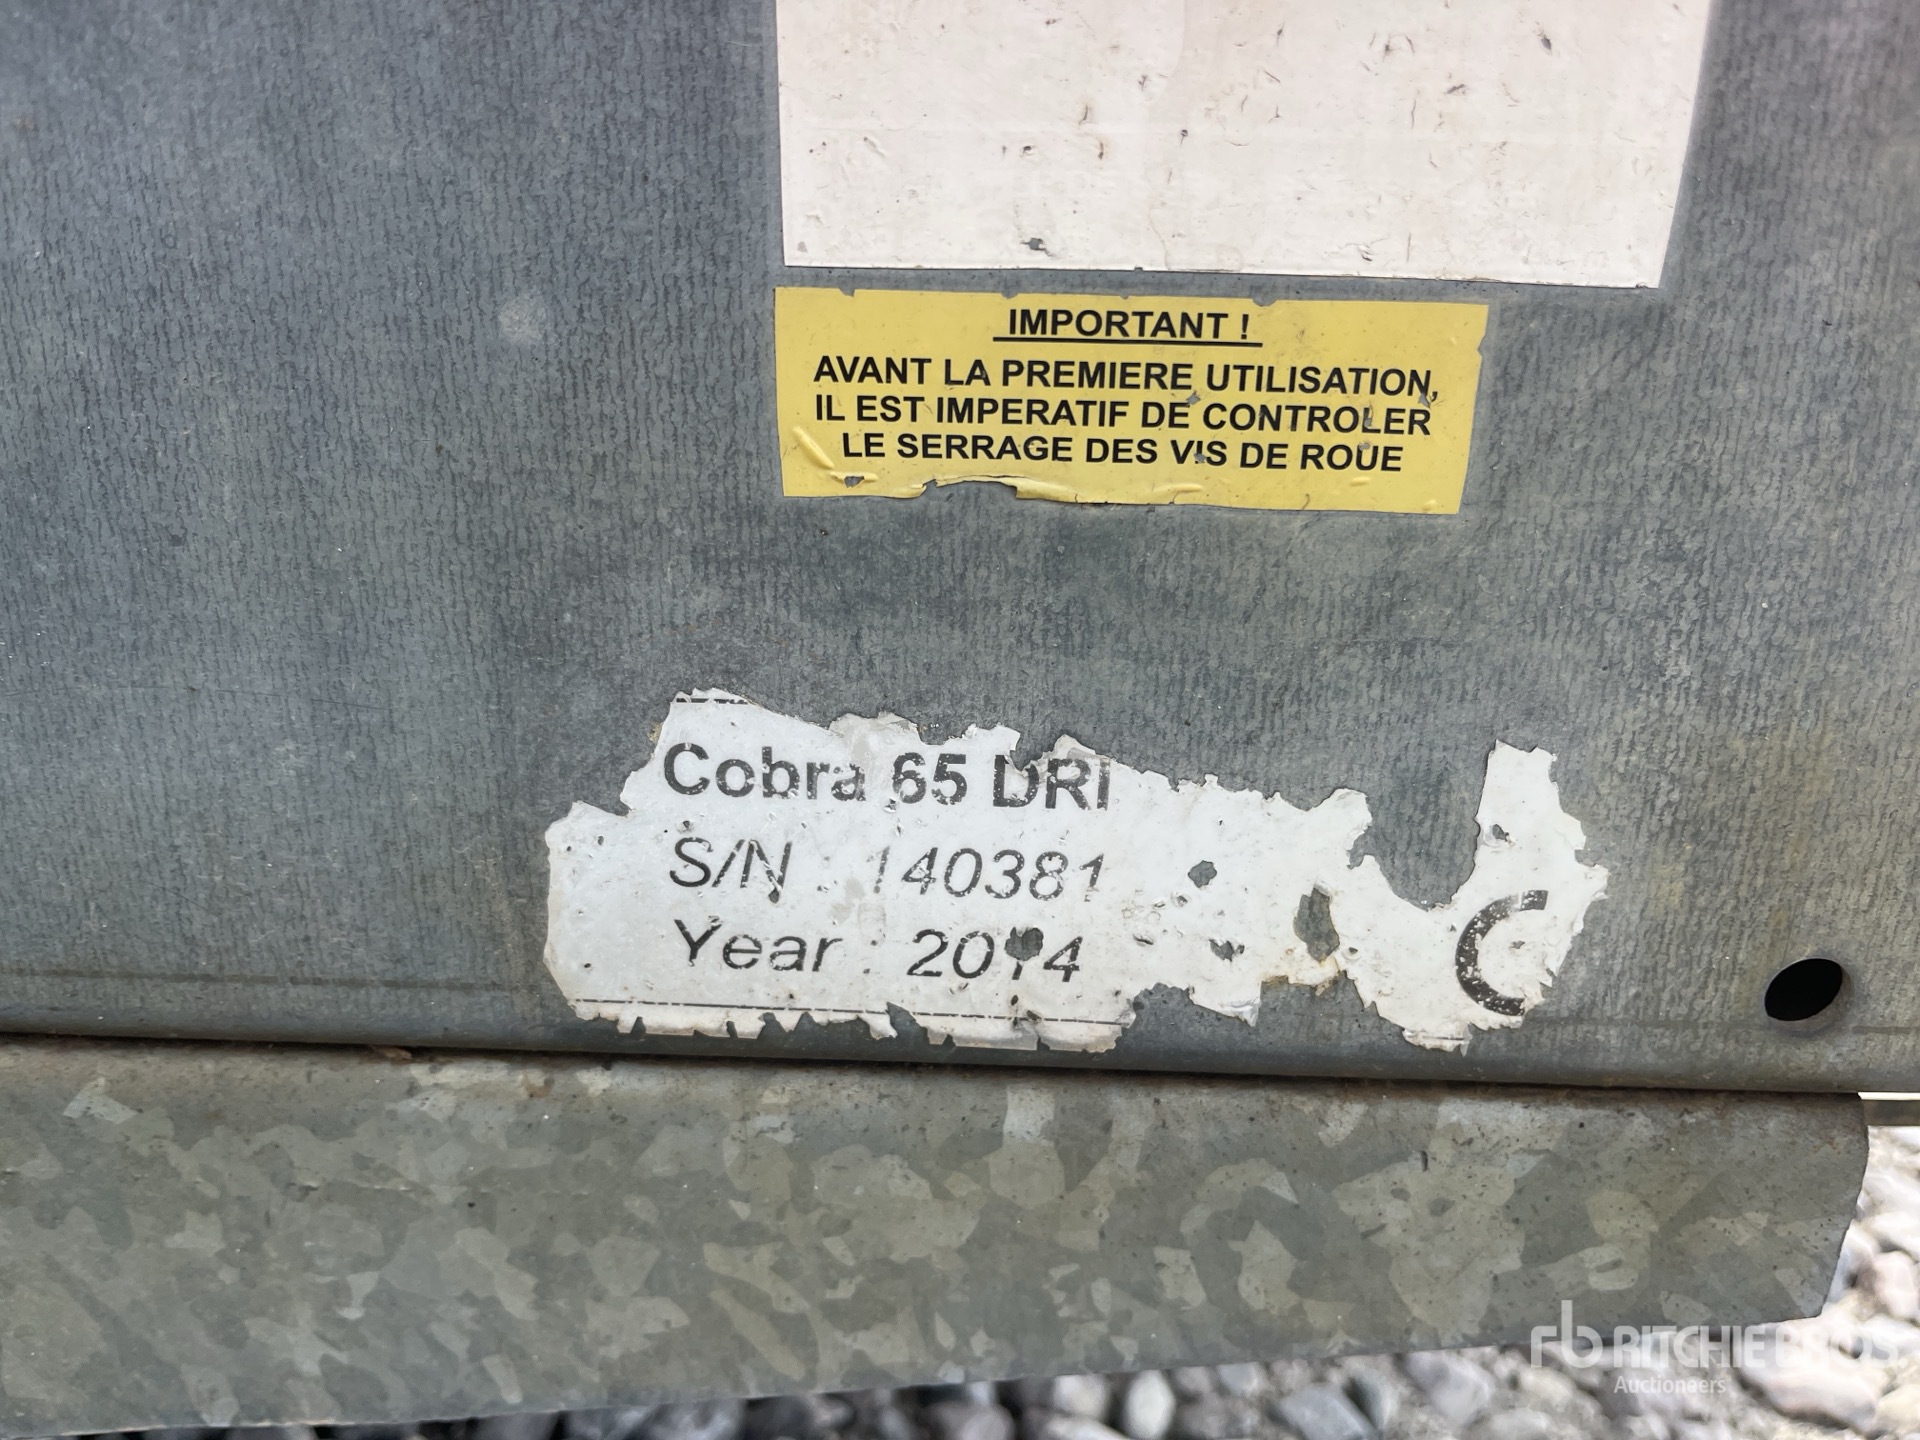 IMPORTANT !
AVANT LA PREMIERE UTILISATION,
IL EST IMPERATIF DE CONTROLER
LE SERRAGE DES VIS DE ROUE
Cobra 65 DRI
S/N : 140381
Year : 2014
C
rb RITCHIE BROS
Auctioneers